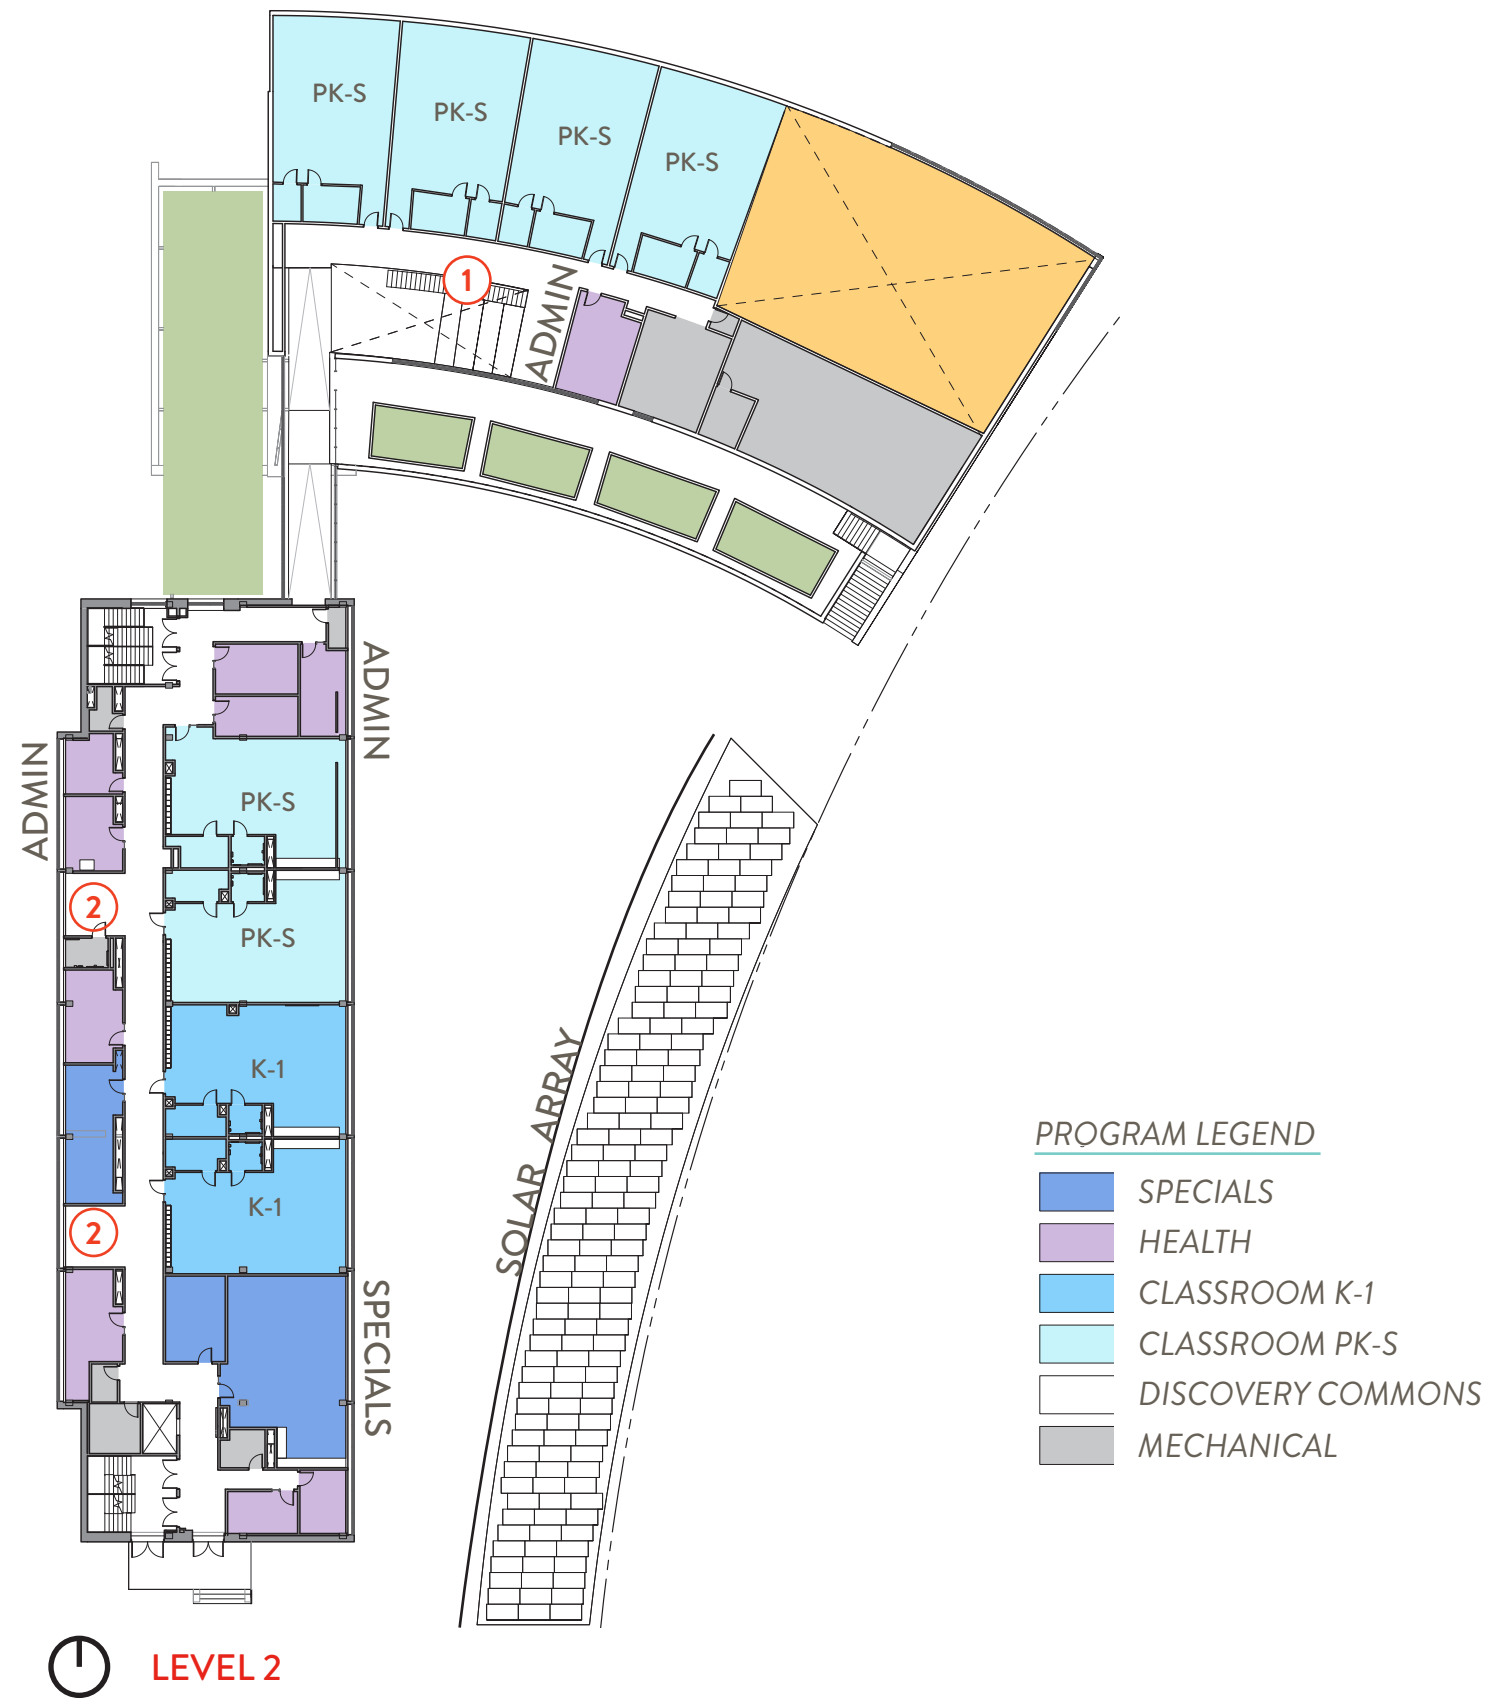 PK-S
PK-S
PK-S
PK-S
1
ADMIN
ADMIN
ADMIN
PK-S
2
PK-S
K-1
K-1
2
SPECIALS
SOLAR ARRAY
PROGRAM LEGEND
SPECIALS
HEALTH
CLASSROOM K-1
CLASSROOM PK-S
DISCOVERY COMMONS
MECHANICAL
LEVEL 2